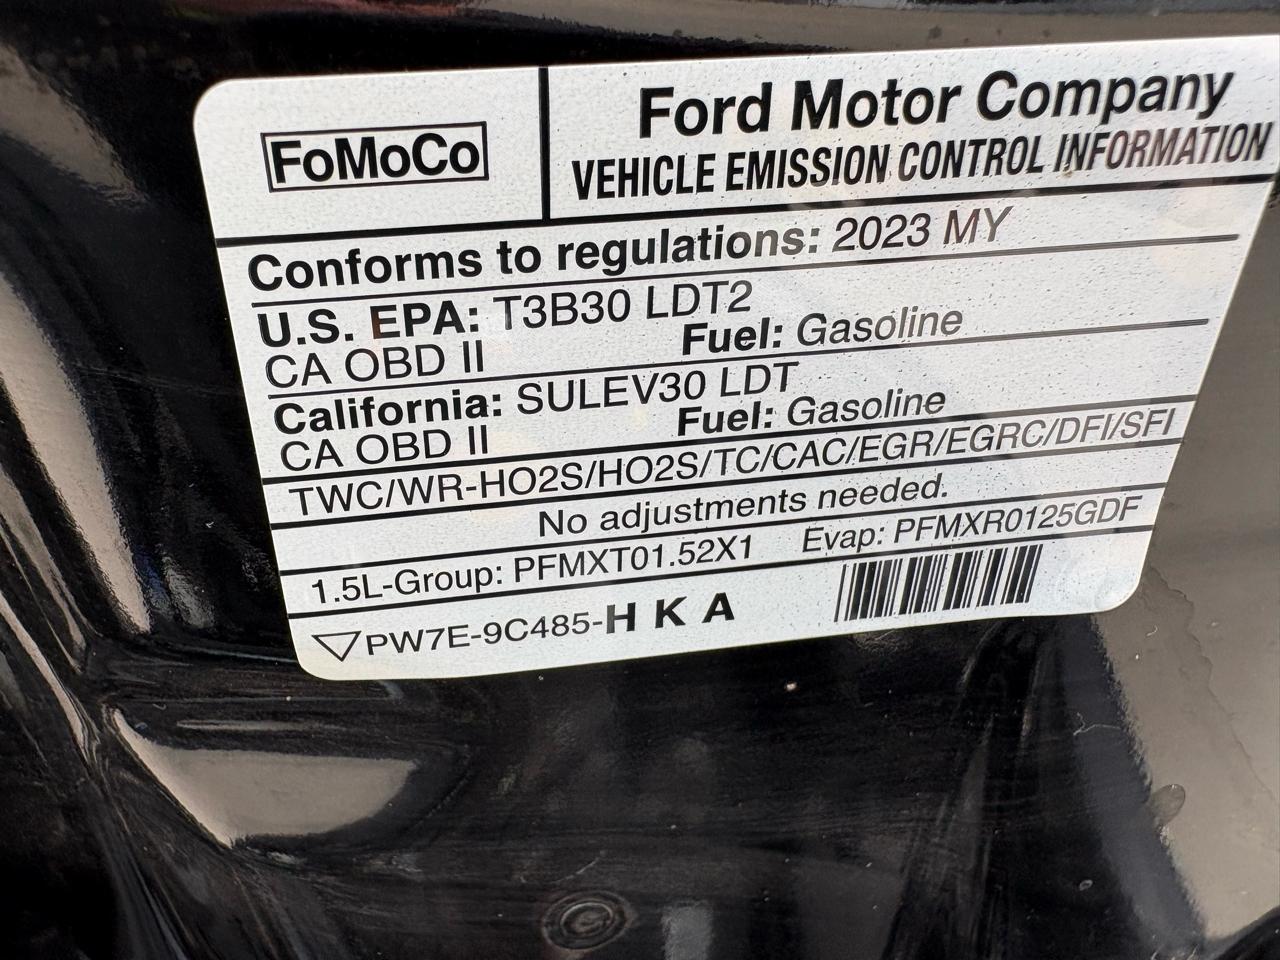 FoMoCo
Ford Motor Company
VEHICLE EMISSION CONTROL INFORMATION
Conforms to regulations: 2023 MY
U.S. EPA: T3B30 LDT2
CA OBD II Fuel: Gasoline
California: SULEV30 LDT
CA OBD II Fuel: Gasoline
TWC/WR-HO2S/HO2S/TC/CAC/EGR/EGRC/DFI/SFI
No adjustments needed.
1.5L-Group: PFMXT01.52X1 Evap: PFMXR0125GDF
PW7E-9C485-HKA